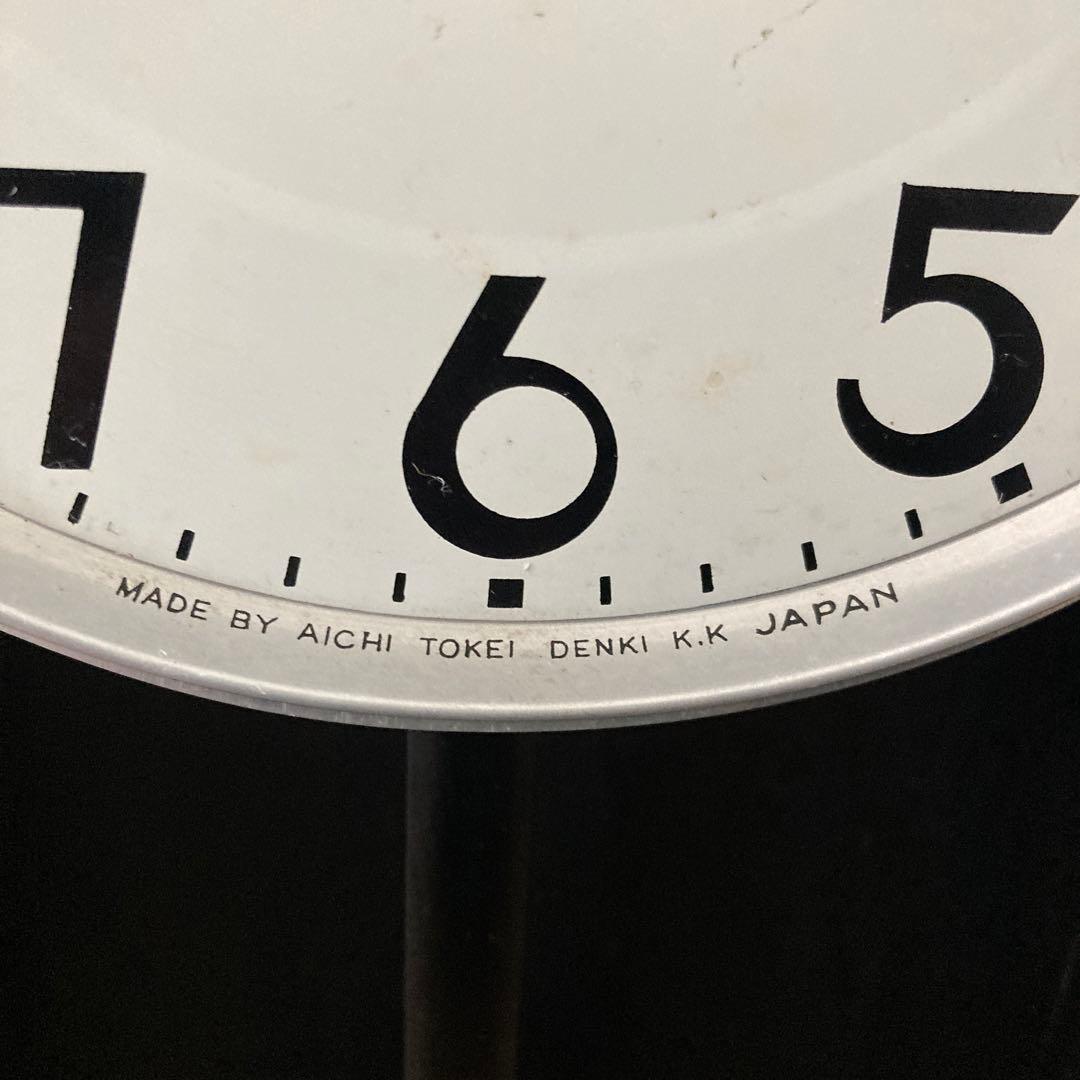 7 6 5
MADE BY AICHI TOKEI DENKI K.K JAPAN